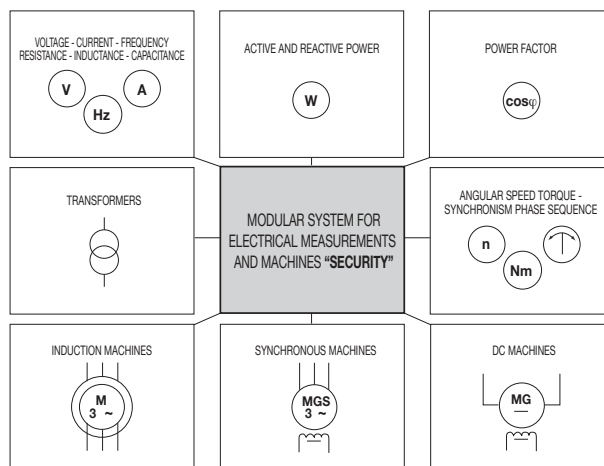 VOLTAGE - CURRENT - FREQUENCY
RESISTANCE - INDUCTANCE - CAPACITANCE
V
A
Hz
ACTIVE AND REACTIVE POWER
W
POWER FACTOR
cosφ
TRANSFORMERS
MODULAR SYSTEM FOR
ELECTRICAL MEASUREMENTS
AND MACHINES “SECURITY”
ANGULAR SPEED TORQUE -
SYNCHRONISM PHASE SEQUENCE
n
Nm
INDUCTION MACHINES
M
3 ~
SYNCHRONOUS MACHINES
MGS
3 ~
DC MACHINES
MG